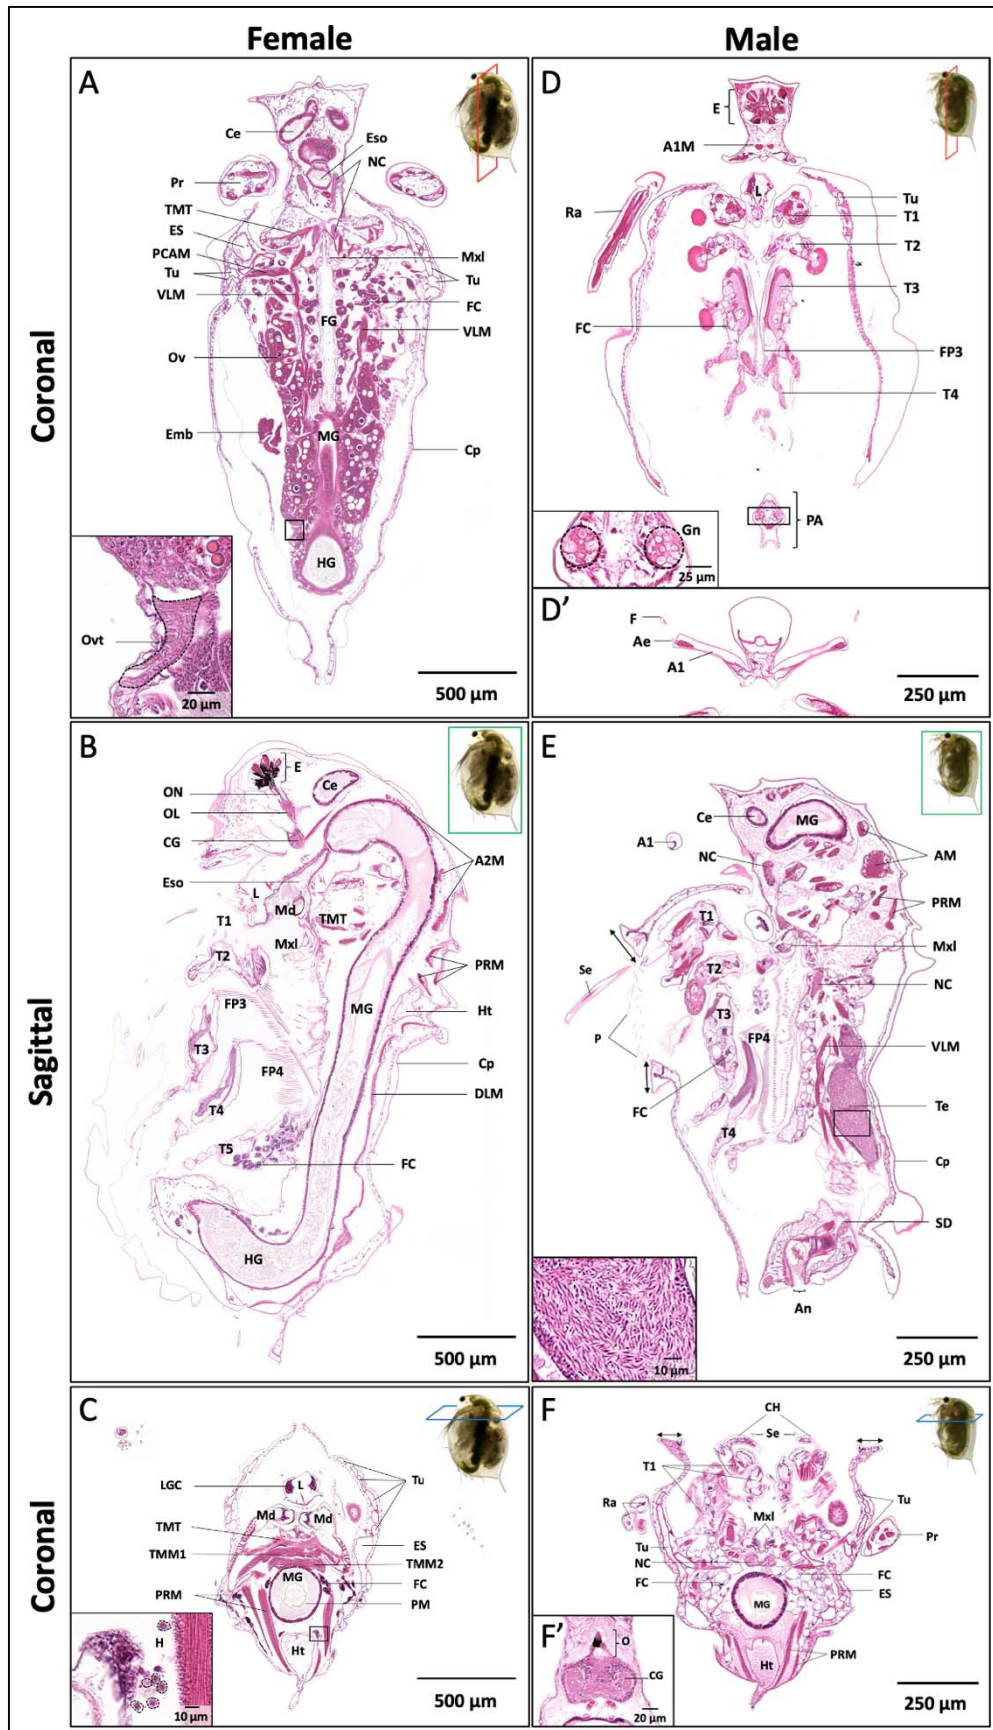 Female
Male
Coronal
A
Ce
Eso
NC
Pr
TMT
ES
PCAM
Tu
VLM
Mxl
Tu
FC
VLM
FG
Ov
Emb
MG
Cp
HG
Ovt
20 µm
500 µm
D
E
A1M
L
Ra
Tu
T1
T2
T3
FC
FP3
T4
PA
Gn
25 µm
D'
F
Ae
A1
250 µm
Sagittal
B
E
ON
OL
CG
Ce
Eso
L
Md
A2M
T1
TMT
Mxl
T2
PRM
FP3
MG
Ht
T3
FP4
Cp
DLM
T4
T5
FC
HG
500 µm
E
Ce
MG
A1
NC
AM
PRM
T1
Mxl
Se
T2
NC
T3
P
FP4
VLM
FC
Te
T4
Cp
SD
An
10 µm
250 µm
Coronal
C
LGC
L
Tu
Md
Md
TMT
ES
TMM1
TMM2
MG
FC
PRM
PM
Ht
H
10 µm
500 µm
F
CH
Se
T1
Ra
Mxl
Tu
Pr
Tu
NC
FC
FC
ES
MG
F'
O
CG
Ht
PRM
20 µm
250 µm